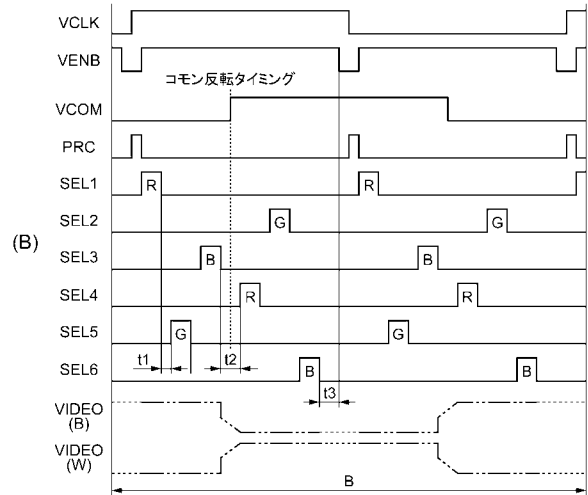 VCLK
VENB
コモン反転タイミング
VCOM
PRC
SEL1 R R
SEL2 G G
(B)
SEL3 B B
SEL4 R R
SEL5 G G
t1 t2
SEL6 B B
t3
VIDEO
(B)
VIDEO
(W)
B